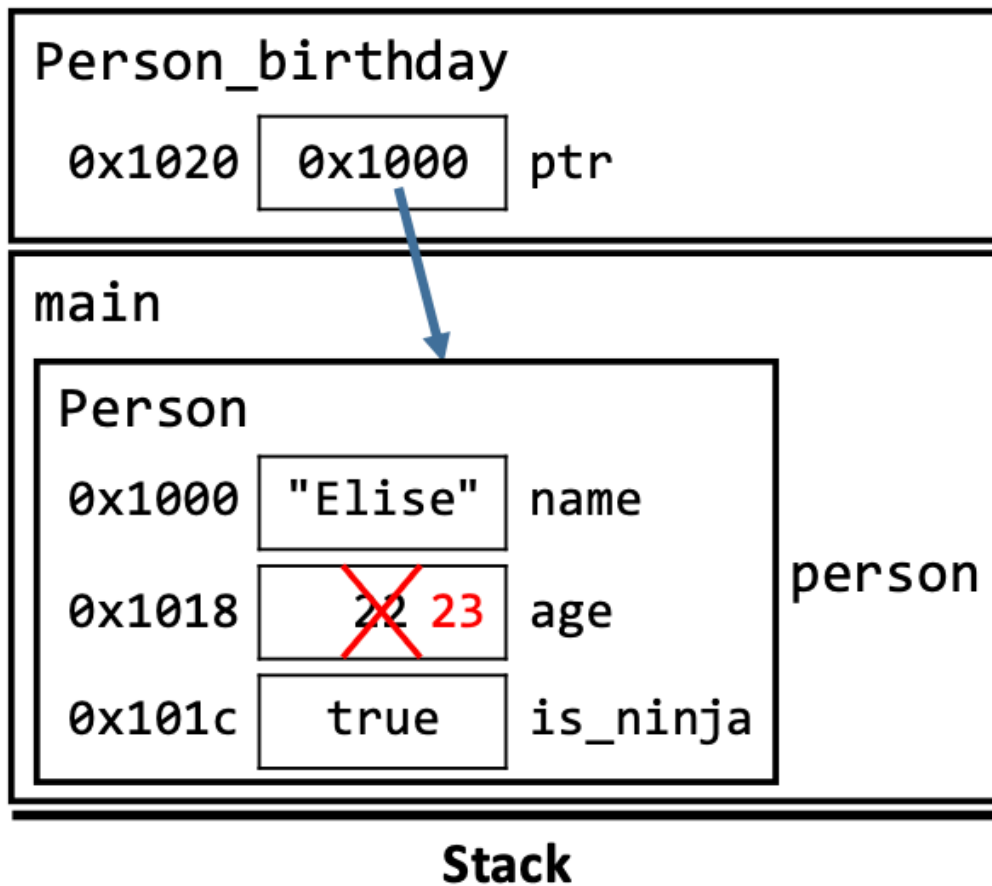 Person_birthday
0x1020 0x1000 ptr
main
Person
0x1000 "Elise" name
person
0x1018 22 23 age
0x101c true is_ninja
Stack